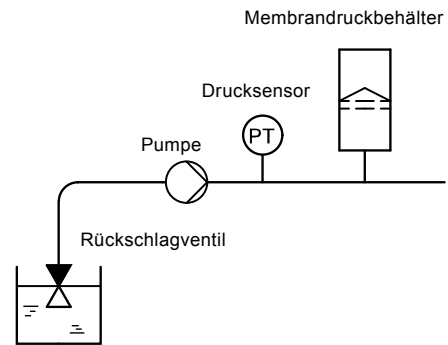 Membrandruckbehälter
Drucksensor
PT
Pumpe
Rückschlagventil